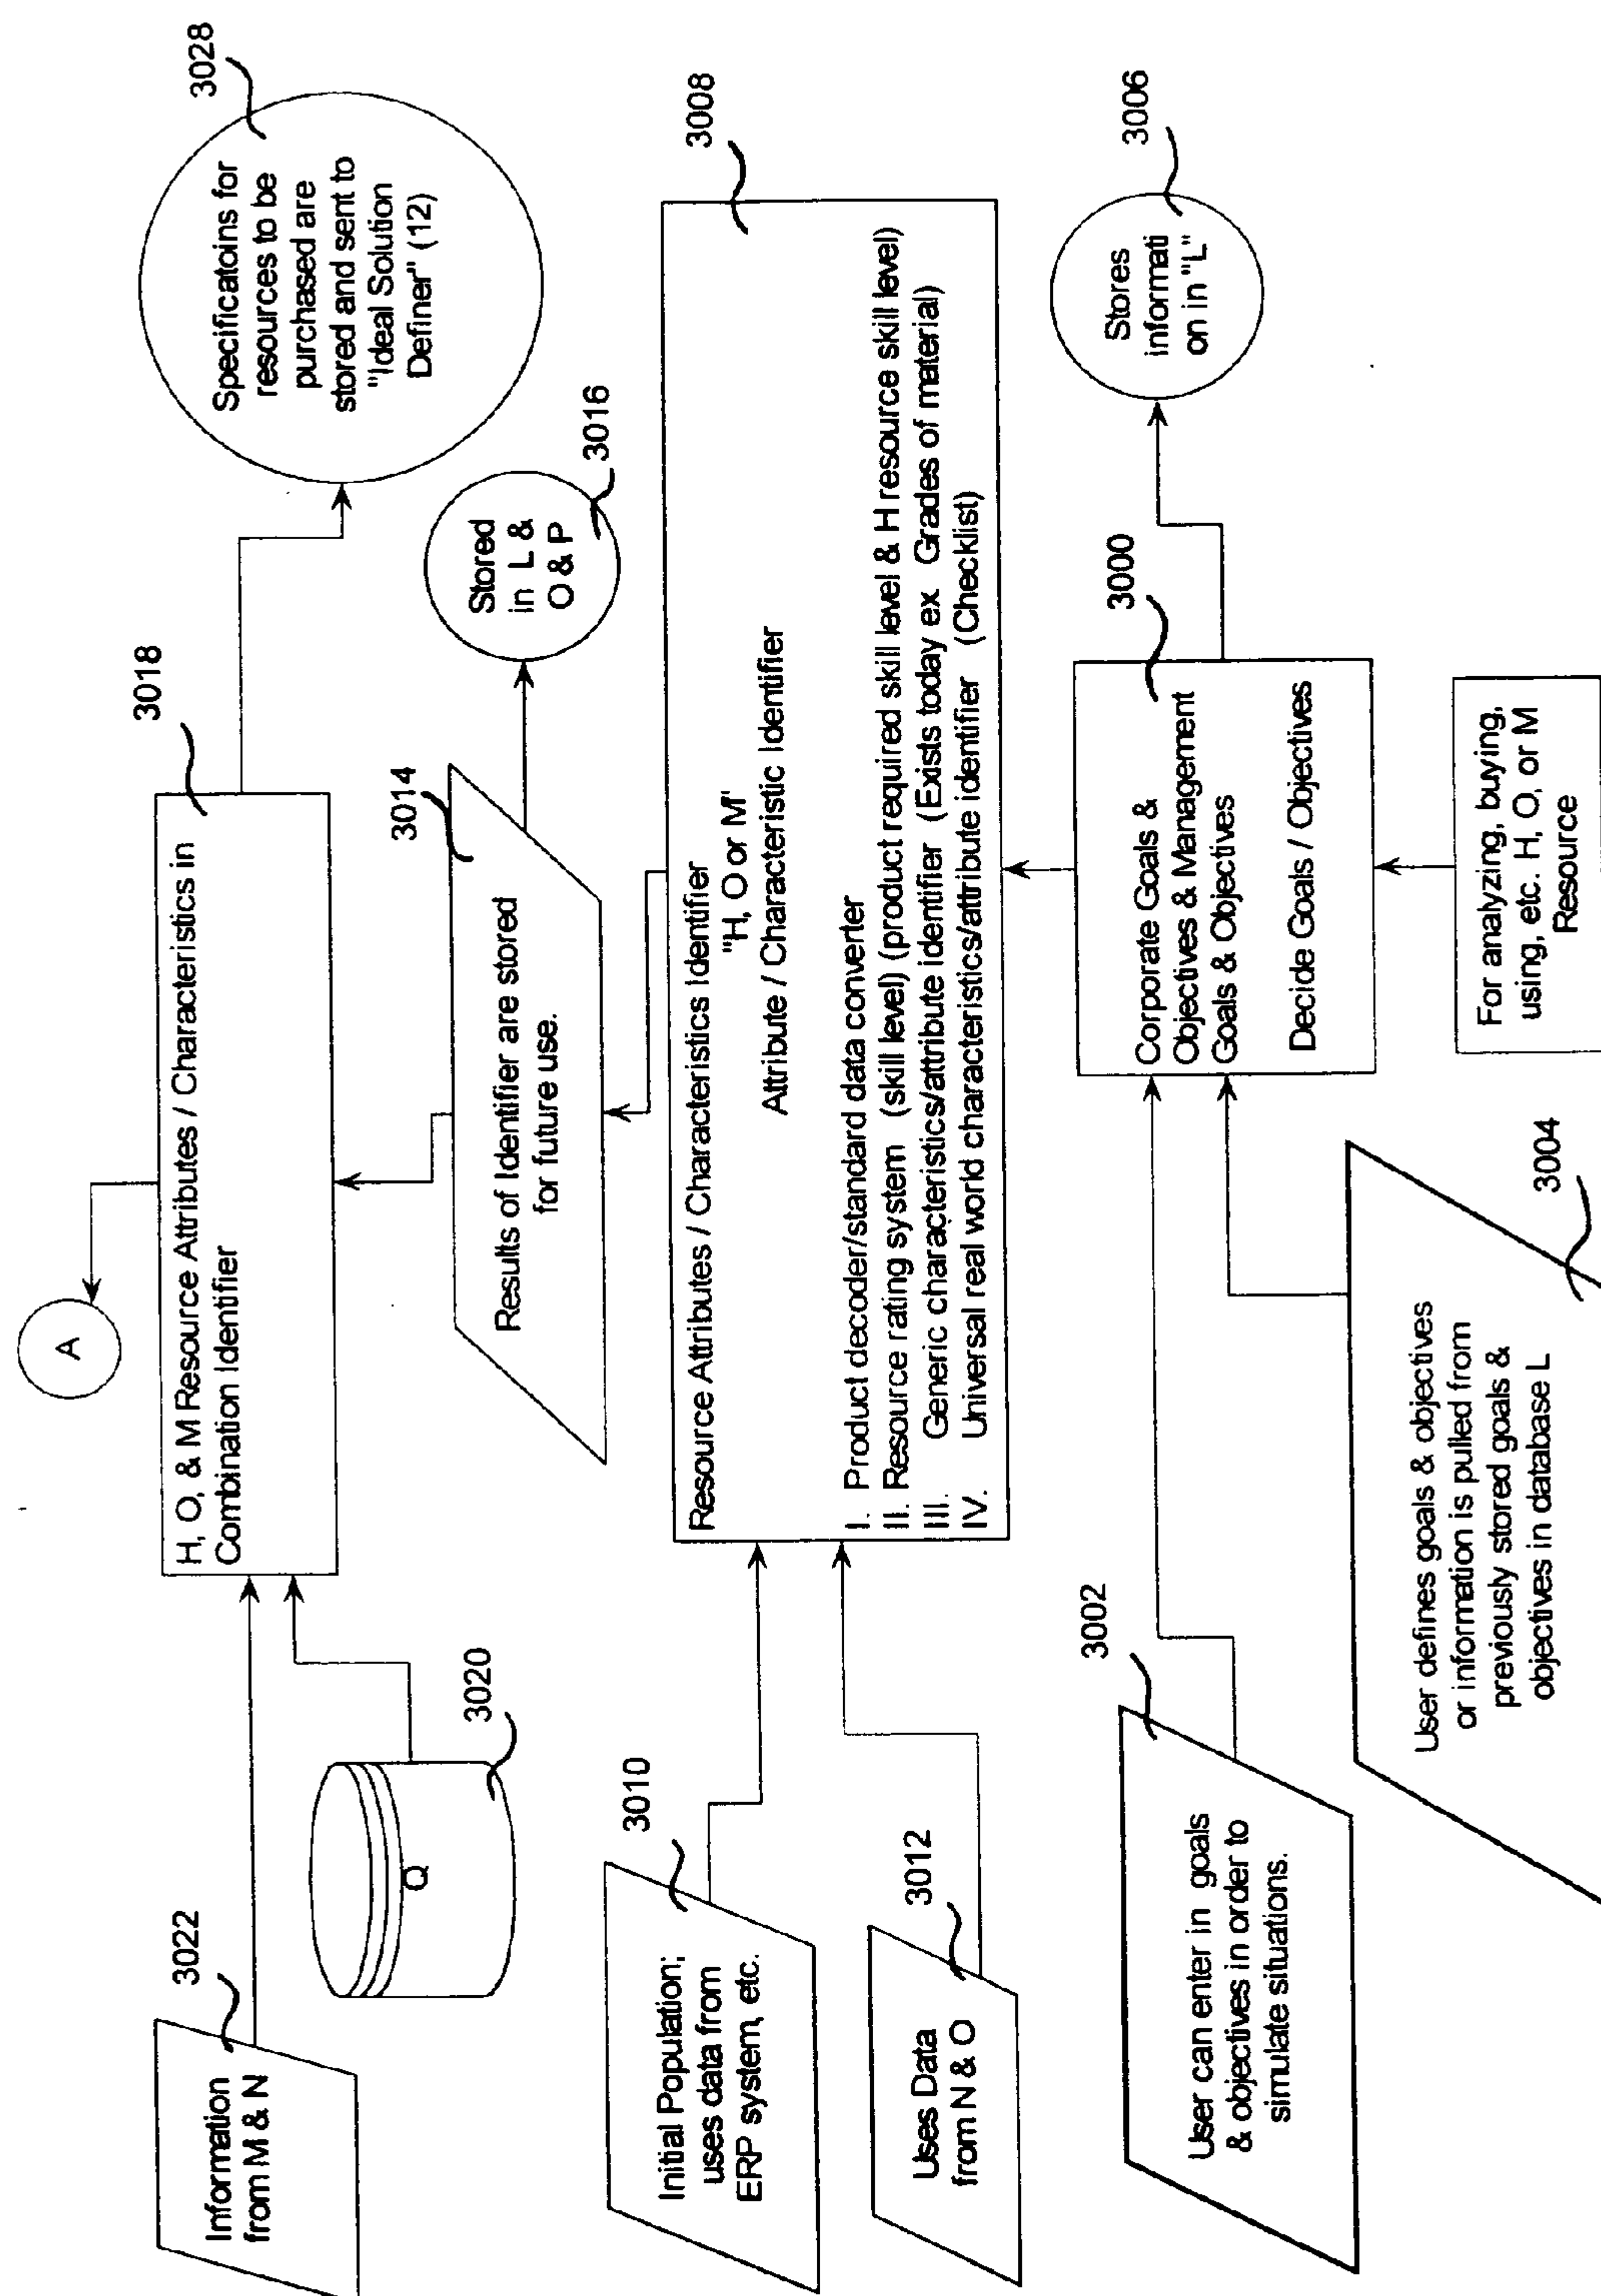 A
3022
Information
from M & N
Q
3020
H, O, & M Resource Attributes / Characteristics in
Combination Identifier
3018
Specificatoins for
resources to be
purchased are
stored and sent to
"Ideal Solution
Definer" (12)
3028
Results of Identifier are stored
for future use.
3014
Stored
in L &
O & P
3016
Initial Population;
uses data from
ERP system, etc.
3010
Uses Data
from N & O
3012
Resource Attributes / Characteristics Identifier
"H, O or M'
Attribute / Characteristic Identifier
I. Product decoder/standard data converter
II. Resource rating system (skill level) (product required skill level & H resource skill level)
III. Generic characteristics/attribute identifier (Exists today ex Grades of material)
IV. Universal real world characteristics/attribute identifier (Checklist)
3008
User can enter in goals
& objectives in order to
simulate situations.
3002
User defines goals & objectives
or information is pulled from
previously stored goals &
objectives in database L
3004
Corporate Goals &
Objectives & Management
Goals & Objectives
Decide Goals / Objectives
3000
Stores
informati
on in "L"
3006
For analyzing, buying,
using, etc. H, O, or M
Resource